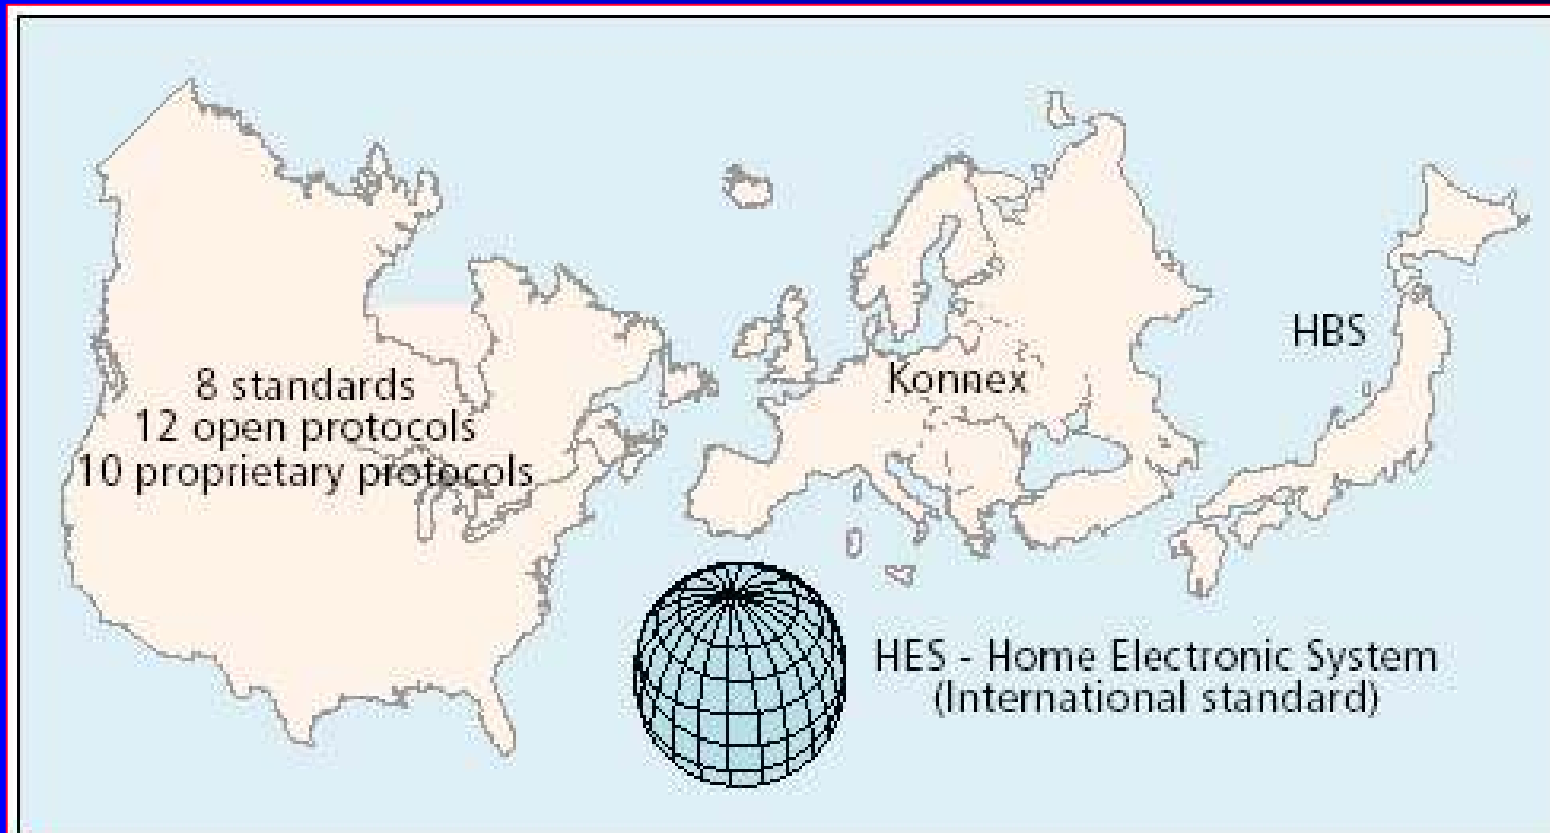 8 standards
12 open protocols
10 proprietary protocols
Konnex
HBS
HES - Home Electronic System
(International standard)